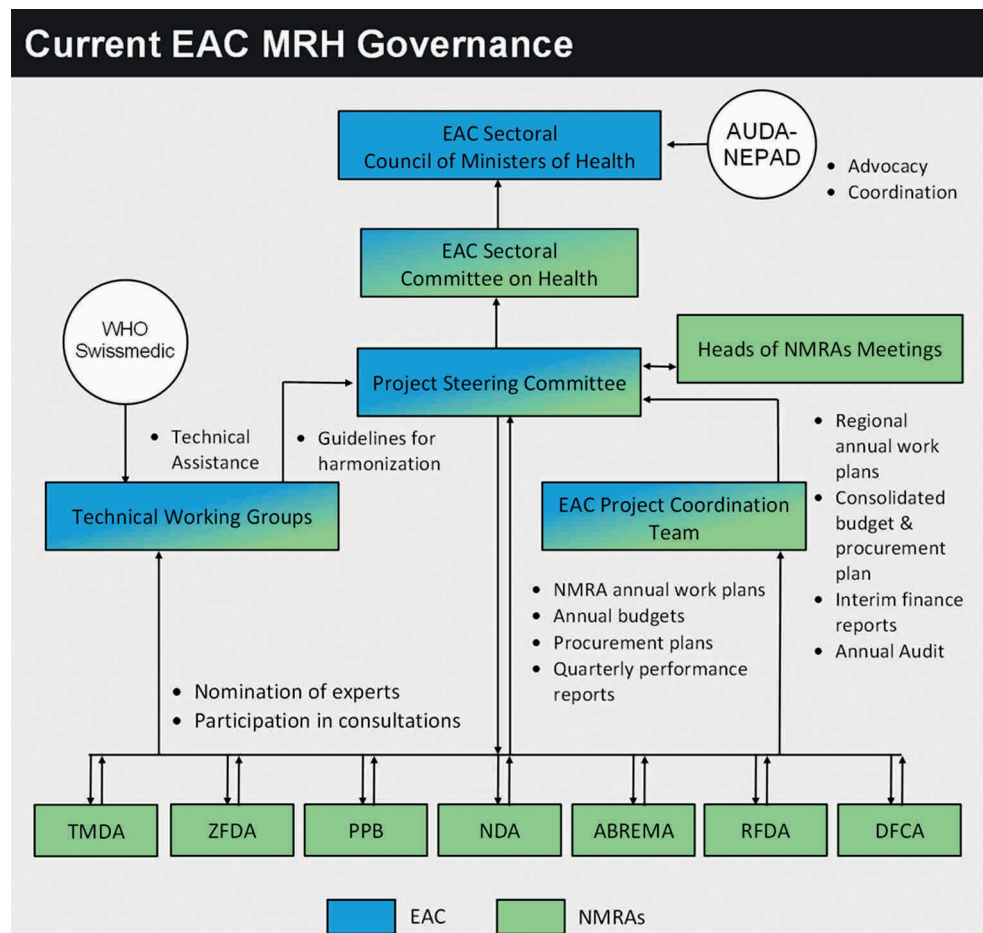 Current EAC MRH Governance
EAC Sectoral
Council of Ministers of Health
AUDA-
NEPAD
• Advocacy
• Coordination
EAC Sectoral
Committee on Health
WHO
Swissmedic
Heads of NMRAs Meetings
Project Steering Committee
• Technical
Assistance
• Guidelines for
harmonization
• Regional
annual work
plans
• Consolidated
budget &
procurement
plan
• Interim finance
reports
• Annual Audit
Technical Working Groups
EAC Project Coordination
Team
• NMRA annual work plans
• Annual budgets
• Procurement plans
• Quarterly performance
reports
• Nomination of experts
• Participation in consultations
TMDA
ZFDA
PPB
NDA
ABREMA
RFDA
DFCA
EAC
NMRAs